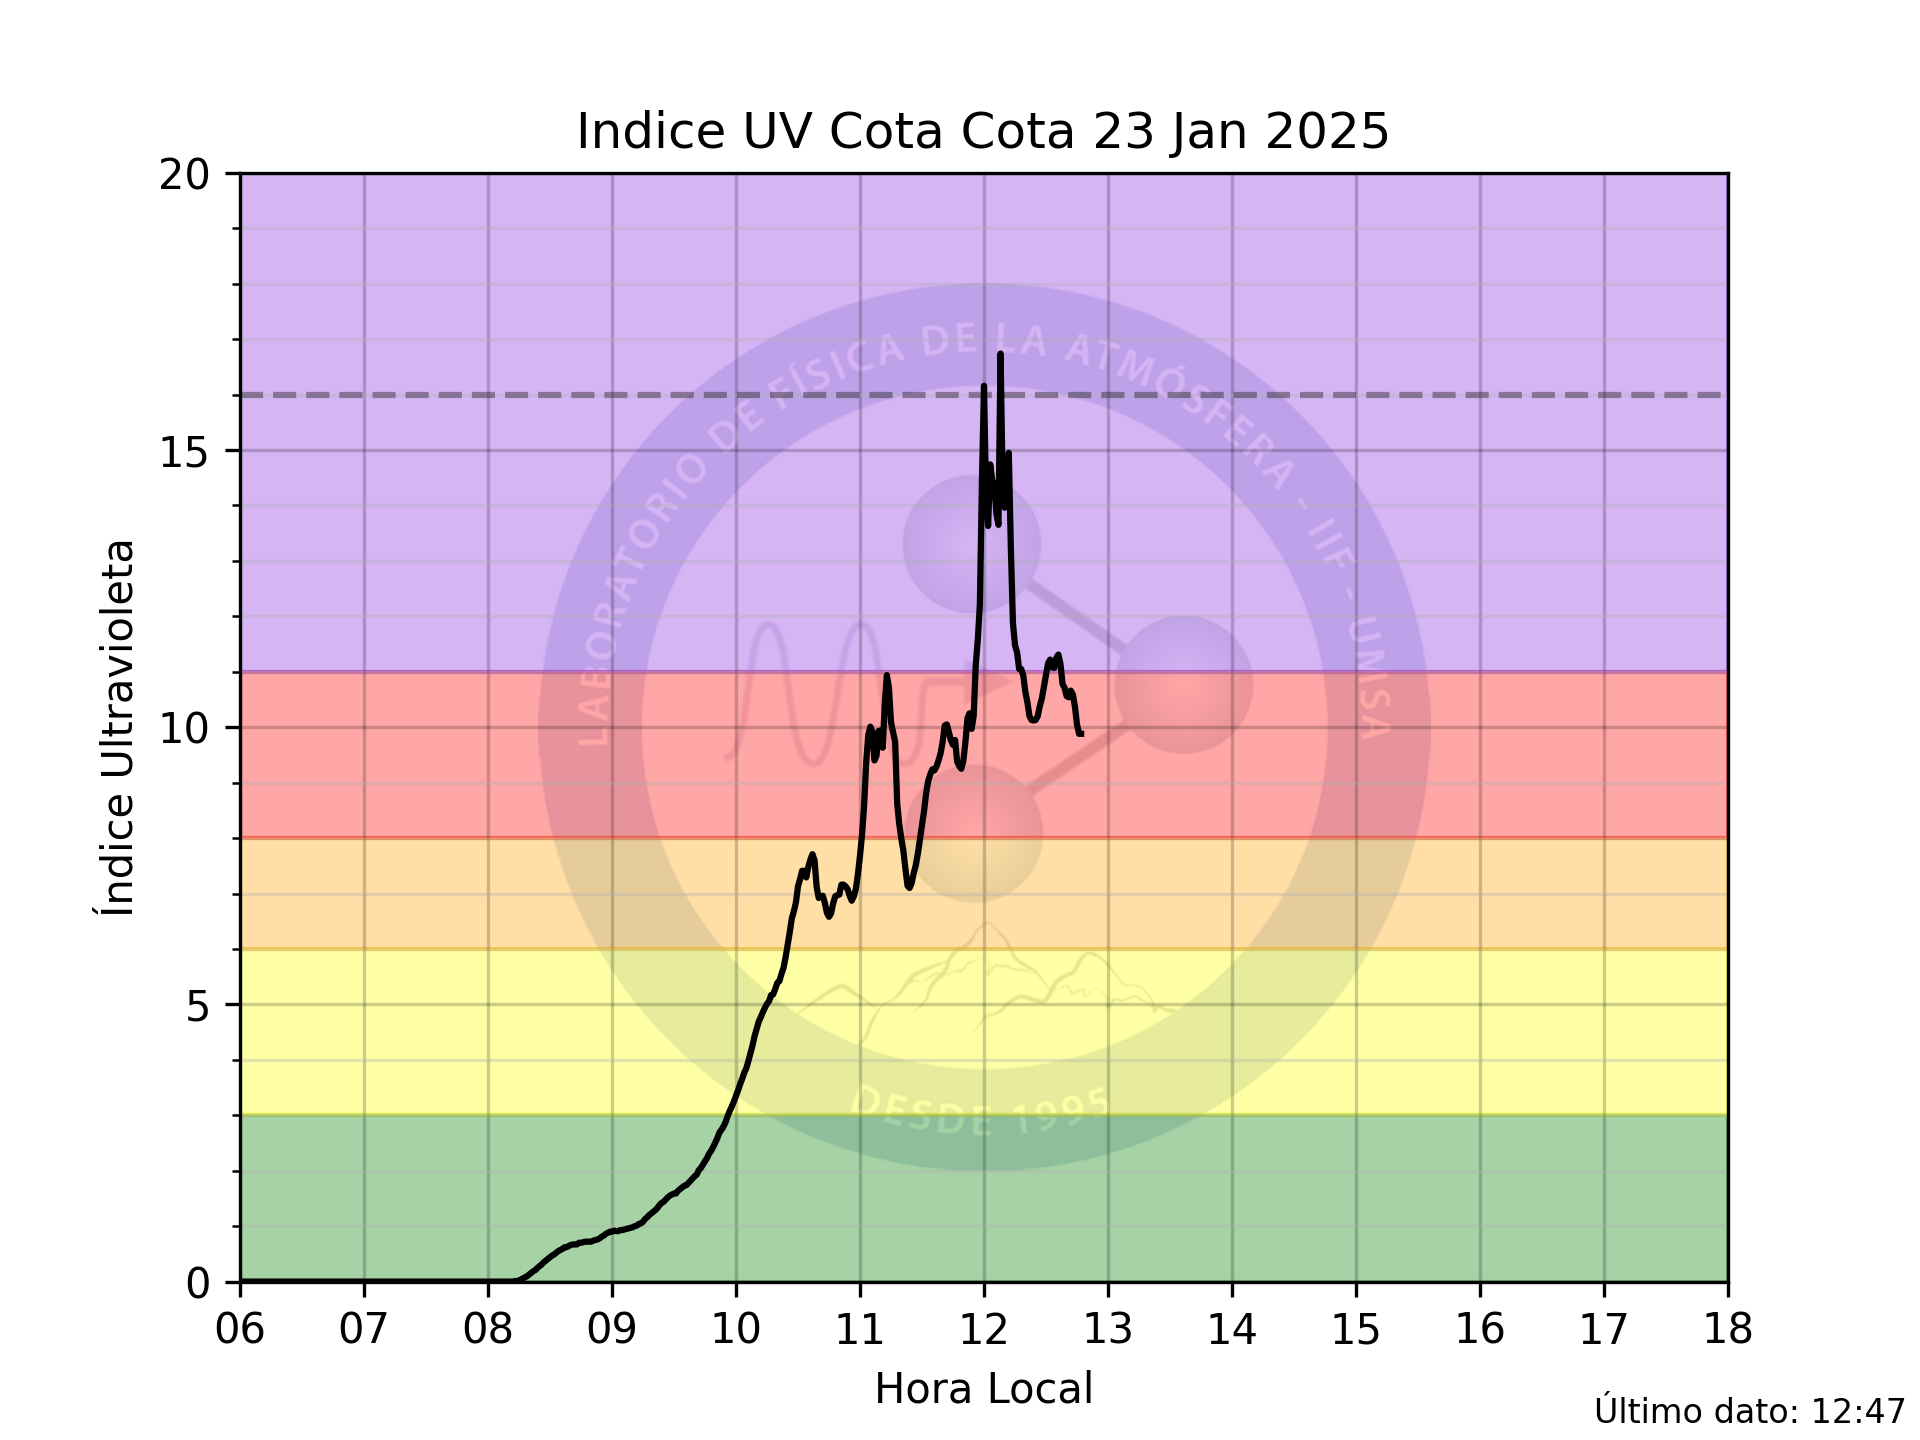 Indice UV Cota Cota 23 Jan 2025
20
15
10
5
0
Índice Ultravioleta
LABORATORIO DE FÍSICA DE LA ATMÓSFERA - IIF - UMSA
DESDE 1995
06 07 08 09 10 11 12 13 14 15 16 17 18
Hora Local
Último dato: 12:47